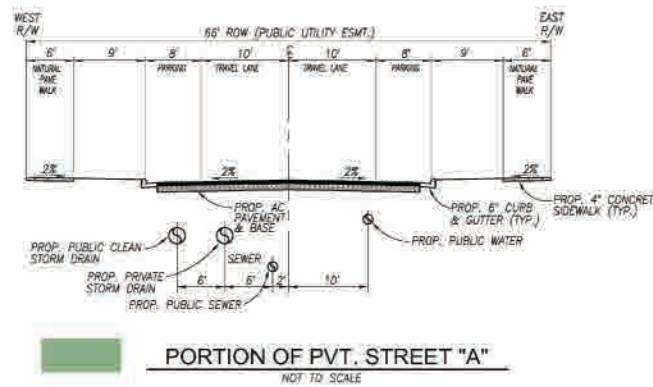 WEST
R/W
EAST
R/W
66' ROW (PUBLIC UTILITY ESMT.)
6' 9' 8' 10' 10' 8' 9' 6'
NATURAL
PAVE
WALK
PARKING
TRAVEL LANE
TRAVEL LANE
PARKING
NATURAL
PAVE
WALK
2% 2% 2% 2%
PROP. AC
PAVEMENT
& BASE
PROP. 6" CURB
& GUTTER (TYP.)
PROP. 4" CONCRET
SIDEWALK (TYP.)
PROP. PUBLIC CLEAN
STORM DRAIN
PROP. PRIVATE
STORM DRAIN
SEWER
PROP. PUBLIC WATER
6' 6' 2' 10'
PROP. PUBLIC SEWER
PORTION OF PVT. STREET "A"
NOT TO SCALE